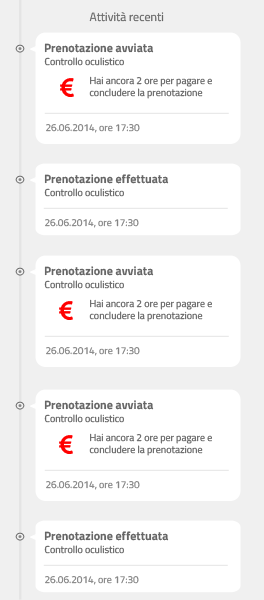 Attività recenti
Prenotazione avviata
Controllo oculistico
€ Hai ancora 2 ore per pagare e
concludere la prenotazione
26.06.2014, ore 17:30
Prenotazione effettuata
Controllo oculistico
26.06.2014, ore 17:30
Prenotazione avviata
Controllo oculistico
€ Hai ancora 2 ore per pagare e
concludere la prenotazione
26.06.2014, ore 17:30
Prenotazione avviata
Controllo oculistico
€ Hai ancora 2 ore per pagare e
concludere la prenotazione
26.06.2014, ore 17:30
Prenotazione effettuata
Controllo oculistico
26.06.2014, ore 17:30